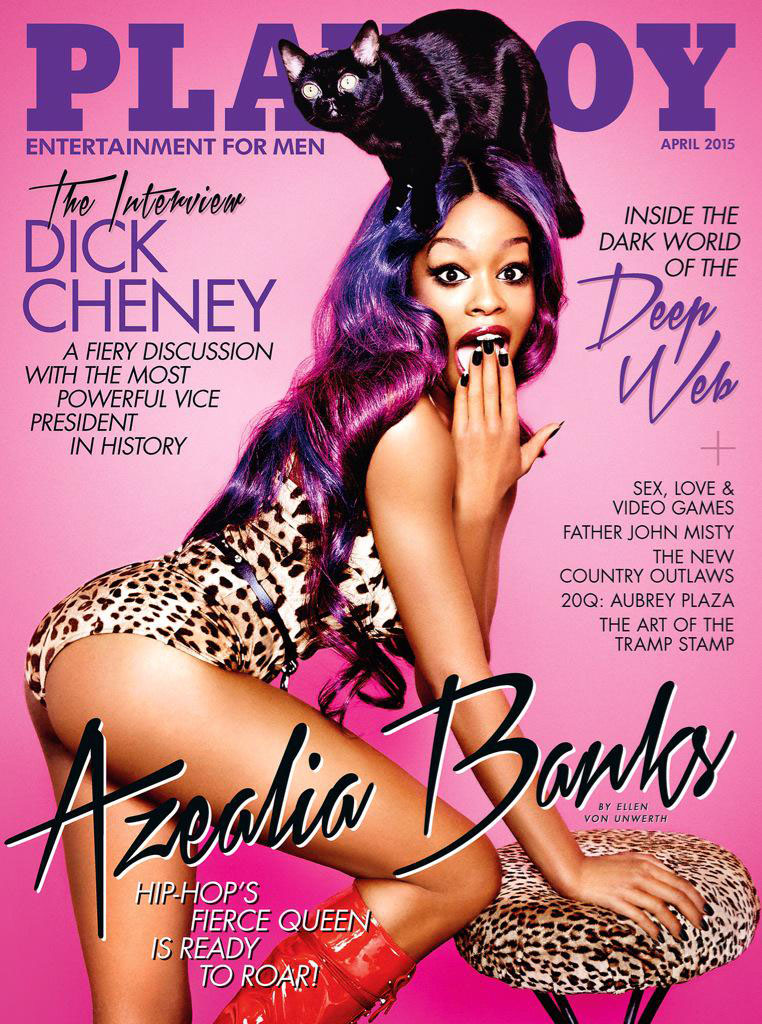 PLAYBOY
ENTERTAINMENT FOR MEN
APRIL 2015
The Interview
DICK
CHENEY
A FIERY DISCUSSION
WITH THE MOST
POWERFUL VICE
PRESIDENT
IN HISTORY
INSIDE THE
DARK WORLD
OF THE
Deep
Web
+
SEX, LOVE &
VIDEO GAMES
FATHER JOHN MISTY
THE NEW
COUNTRY OUTLAWS
20Q: AUBREY PLAZA
THE ART OF THE
TRAMP STAMP
Azealia Banks
BY ELLEN
VON UNWERTH
HIP-HOP'S
FIERCE QUEEN
IS READY
TO ROAR!